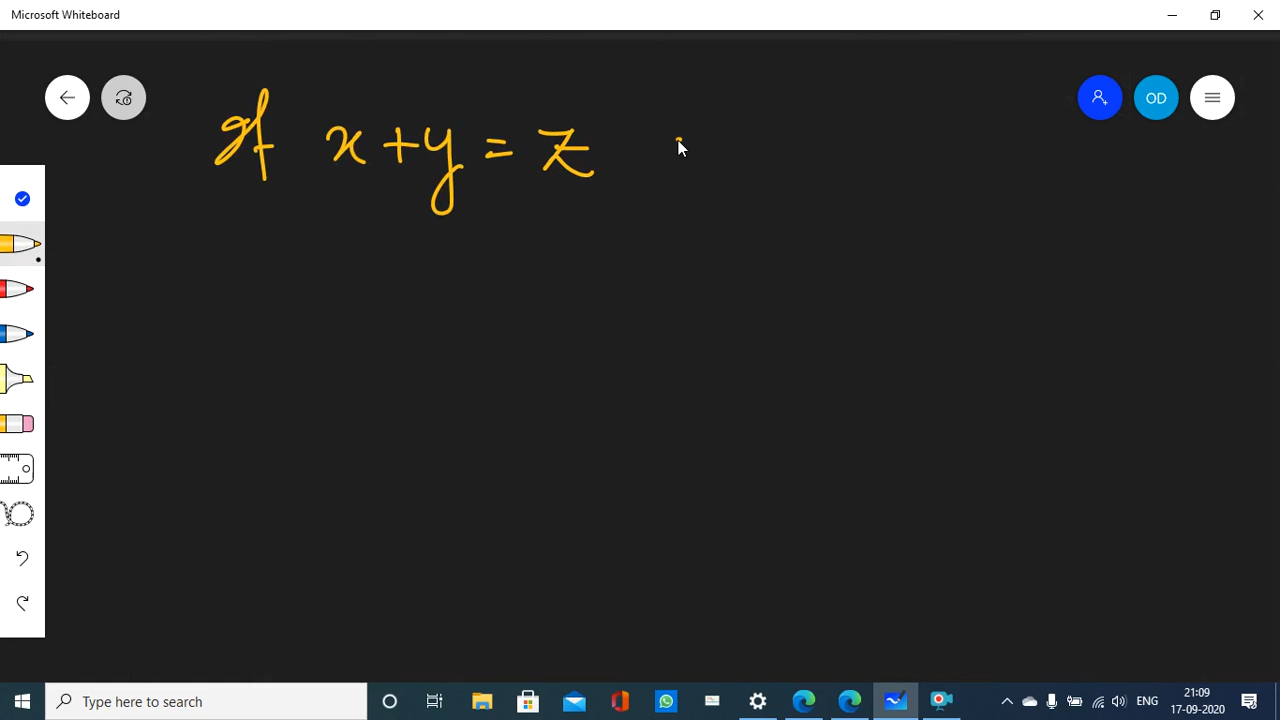 Microsoft Whiteboard
If x+y = z
OD
Type here to search
ENG
21:09
17-09-2020